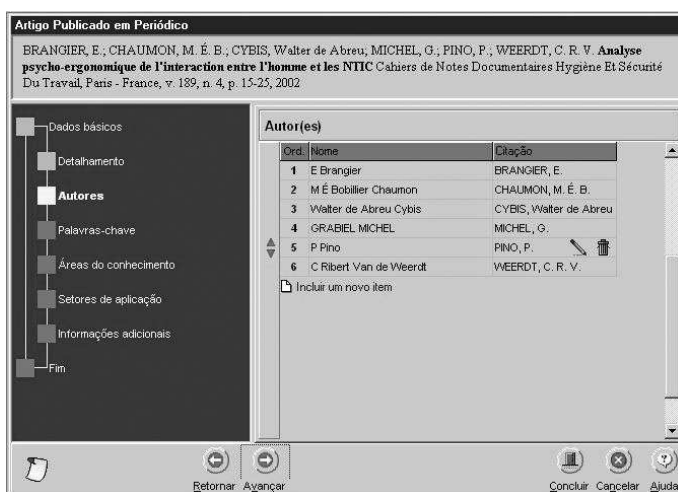 Artigo Publicado em Periódico
BRANGIER, E.; CHAUMON, M. É. B.; CYBIS, Walter de Abreu; MICHEL, G.; PINO, P.; WEERDT, C. R. V. Analyse
psycho-ergonomique de l'interaction entre l'homme et les NTIC Cahiers de Notes Documentaires Hygiène Et Sécurité
Du Travail, Paris - France, v. 189, n. 4, p. 15-25, 2002
Dados básicos
Detalhamento
Autores
Palavras-chave
Áreas do conhecimento
Setores de aplicação
Informações adicionais
Fim
Autor(es)
Ord. Nome Citação
1 E Brangier BRANGIER, E.
2 M É Bobillier Chaumon CHAUMON, M. É. B.
3 Walter de Abreu Cybis CYBIS, Walter de Abreu
4 GRABIEL MICHEL MICHEL, G.
5 P Pino PINO, P.
6 C Ribert Van de Weerdt WEERDT, C. R. V.
Incluir um novo item
Retornar Avançar Concluir Cancelar Ajuda